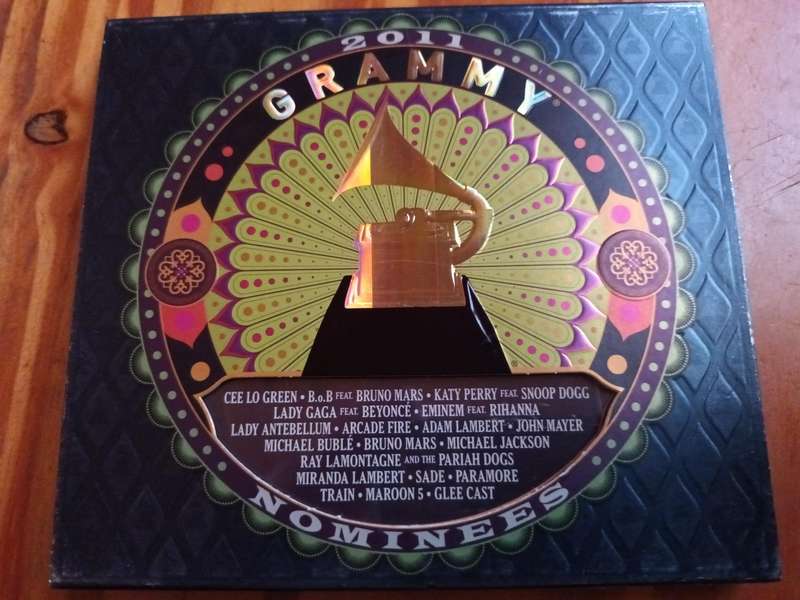 2011
GRAMMY®
CEE LO GREEN • B.o.B FEAT. BRUNO MARS • KATY PERRY FEAT. SNOOP DOGG
LADY GAGA FEAT. BEYONCÉ • EMINEM FEAT. RIHANNA
LADY ANTEBELLUM • ARCADE FIRE • ADAM LAMBERT • JOHN MAYER
MICHAEL BUBLÉ • BRUNO MARS • MICHAEL JACKSON
RAY LAMONTAGNE AND THE PARIAH DOGS
MIRANDA LAMBERT • SADE • PARAMORE
TRAIN • MAROON 5 • GLEE CAST
NOMINEES